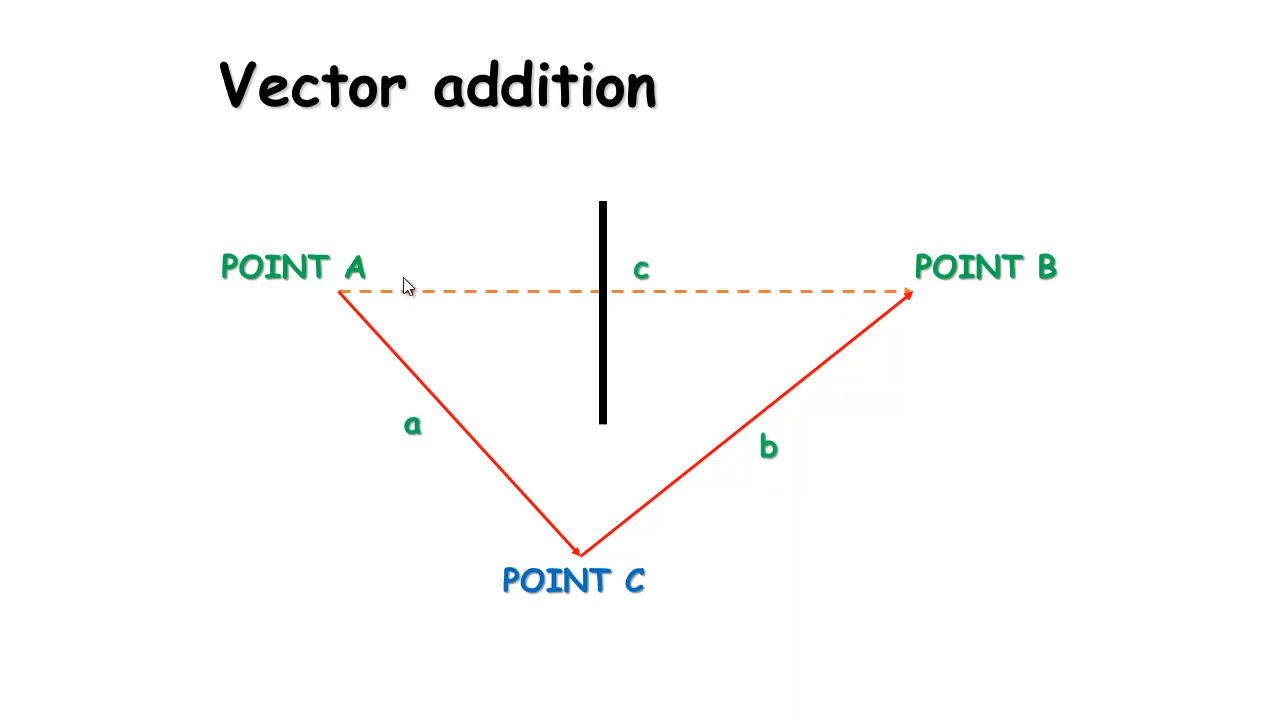 Vector addition
POINT A
c
POINT B
a
b
POINT C